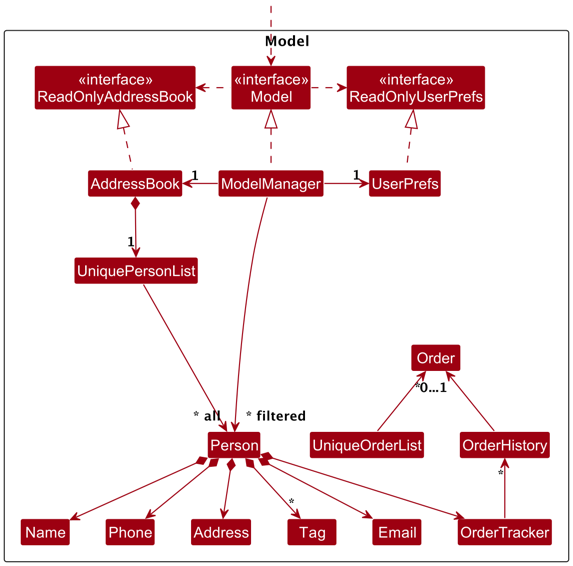 Model
«interface»
ReadOnlyAddressBook
«interface»
Model
«interface»
ReadOnlyUserPrefs
AddressBook
1
ModelManager
1
UserPrefs
1
UniquePersonList
Order
*
0...1
* all
* filtered
Person
UniqueOrderList
OrderHistory
*
*
Name
Phone
Address
Tag
Email
OrderTracker